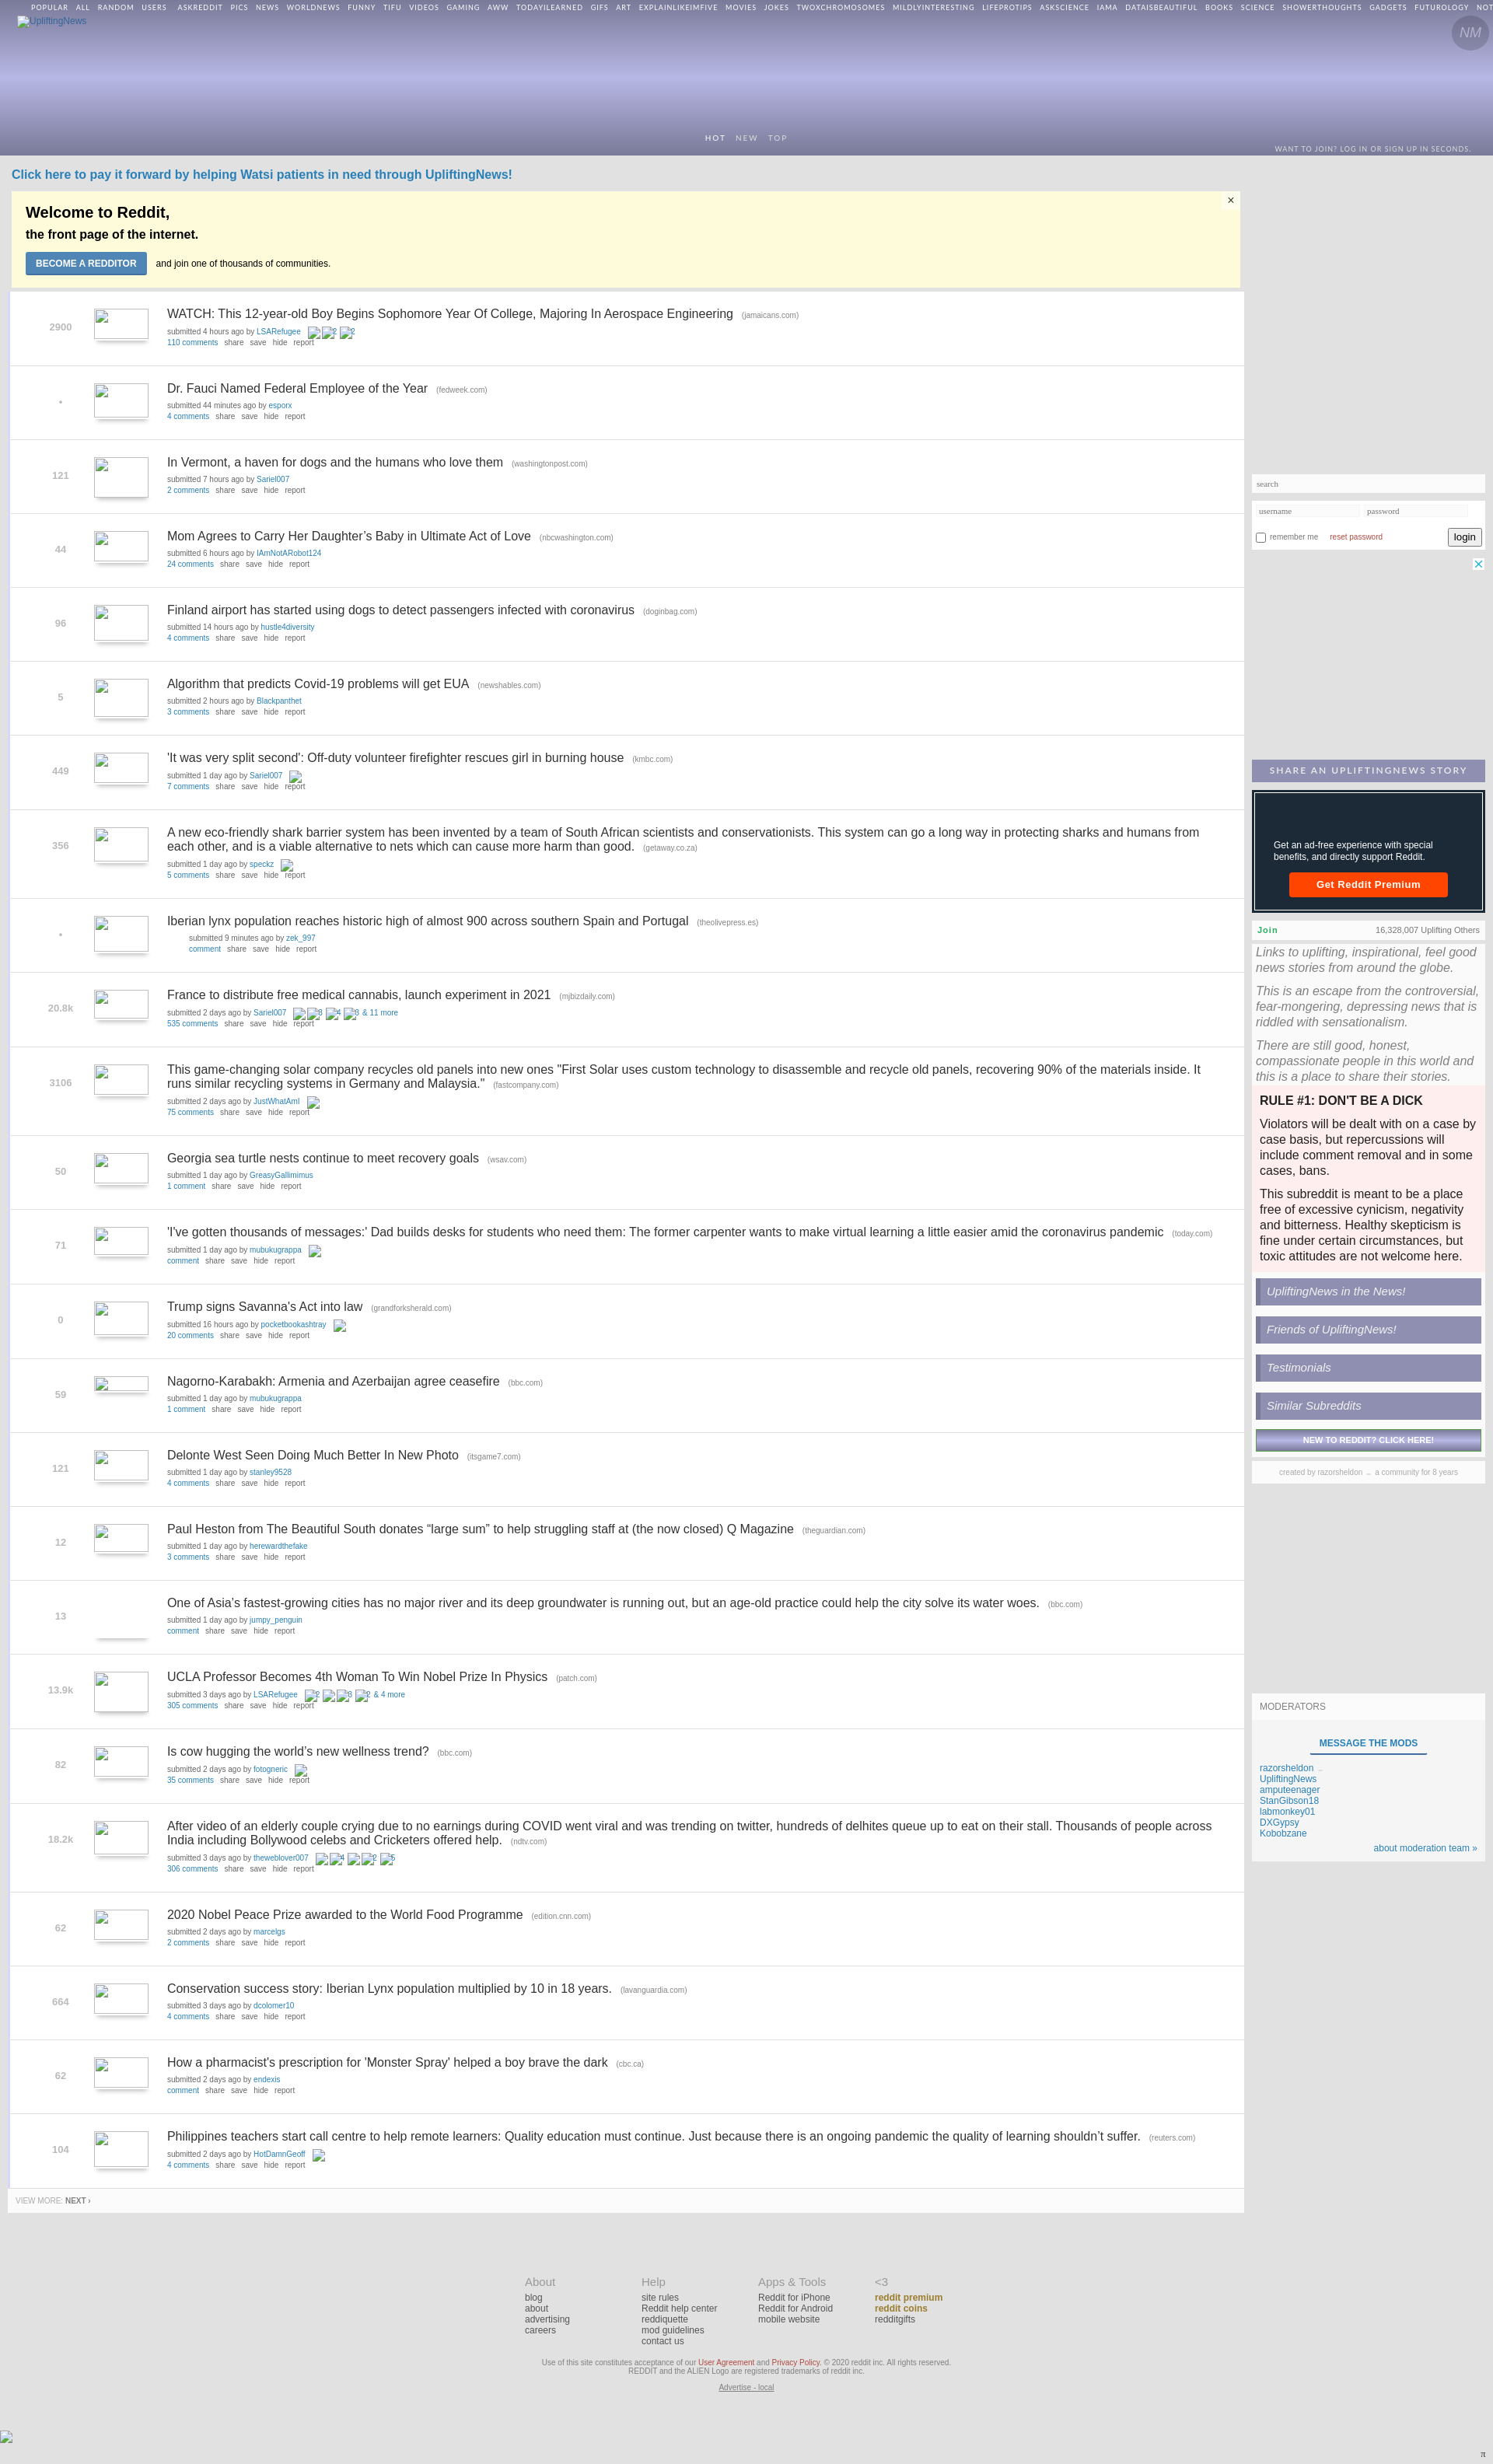 POPULAR ALL RANDOM USERS ASKREDDIT PICS NEWS WORLDNEWS FUNNY TIFU VIDEOS GAMING AWW TODAYILEARNED GIFS ART EXPLAINLIKEIMFIVE MOVIES JOKES TWOXCHROMOSOMES MILDLYINTERESTING LIFEPROTIPS ASKSCIENCE IAMA DATAISBEAUTIFUL BOOKS SCIENCE SHOWERTHOUGHTS GADGETS FUTUROLOGY NOT
UpliftingNews
NM
HOT NEW TOP
WANT TO JOIN? LOG IN OR SIGN UP IN SECONDS.
Click here to pay it forward by helping Watsi patients in need through UpliftingNews!
×
Welcome to Reddit,
the front page of the internet.
BECOME A REDDITOR and join one of thousands of communities.
2900
WATCH: This 12-year-old Boy Begins Sophomore Year Of College, Majoring In Aerospace Engineering (jamaicans.com)
submitted 4 hours ago by LSARefugee 2 2
110 comments share save hide report
•
Dr. Fauci Named Federal Employee of the Year (fedweek.com)
submitted 44 minutes ago by esporx
4 comments share save hide report
121
In Vermont, a haven for dogs and the humans who love them (washingtonpost.com)
submitted 7 hours ago by Sariel007
2 comments share save hide report
44
Mom Agrees to Carry Her Daughter’s Baby in Ultimate Act of Love (nbcwashington.com)
submitted 6 hours ago by IAmNotARobot124
24 comments share save hide report
96
Finland airport has started using dogs to detect passengers infected with coronavirus (doginbag.com)
submitted 14 hours ago by hustle4diversity
4 comments share save hide report
5
Algorithm that predicts Covid-19 problems will get EUA (newshables.com)
submitted 2 hours ago by Blackpanthet
3 comments share save hide report
449
'It was very split second': Off-duty volunteer firefighter rescues girl in burning house (kmbc.com)
submitted 1 day ago by Sariel007
7 comments share save hide report
356
A new eco-friendly shark barrier system has been invented by a team of South African scientists and conservationists. This system can go a long way in protecting sharks and humans from
each other, and is a viable alternative to nets which can cause more harm than good. (getaway.co.za)
submitted 1 day ago by speckz
5 comments share save hide report
•
Iberian lynx population reaches historic high of almost 900 across southern Spain and Portugal (theolivepress.es)
submitted 9 minutes ago by zek_997
comment share save hide report
20.8k
France to distribute free medical cannabis, launch experiment in 2021 (mjbizdaily.com)
submitted 2 days ago by Sariel007 3 4 3 & 11 more
535 comments share save hide report
3106
This game-changing solar company recycles old panels into new ones "First Solar uses custom technology to disassemble and recycle old panels, recovering 90% of the materials inside. It
runs similar recycling systems in Germany and Malaysia." (fastcompany.com)
submitted 2 days ago by JustWhatAmI
75 comments share save hide report
50
Georgia sea turtle nests continue to meet recovery goals (wsav.com)
submitted 1 day ago by GreasyGallimimus
1 comment share save hide report
71
'I've gotten thousands of messages:' Dad builds desks for students who need them: The former carpenter wants to make virtual learning a little easier amid the coronavirus pandemic (today.com)
submitted 1 day ago by mubukugrappa
comment share save hide report
0
Trump signs Savanna's Act into law (grandforksherald.com)
submitted 16 hours ago by pocketbookashtray
20 comments share save hide report
59
Nagorno-Karabakh: Armenia and Azerbaijan agree ceasefire (bbc.com)
submitted 1 day ago by mubukugrappa
1 comment share save hide report
121
Delonte West Seen Doing Much Better In New Photo (itsgame7.com)
submitted 1 day ago by stanley9528
4 comments share save hide report
12
Paul Heston from The Beautiful South donates “large sum” to help struggling staff at (the now closed) Q Magazine (theguardian.com)
submitted 1 day ago by herewardthefake
3 comments share save hide report
13
One of Asia’s fastest-growing cities has no major river and its deep groundwater is running out, but an age-old practice could help the city solve its water woes. (bbc.com)
submitted 1 day ago by jumpy_penguin
comment share save hide report
13.9k
UCLA Professor Becomes 4th Woman To Win Nobel Prize In Physics (patch.com)
submitted 3 days ago by LSARefugee 2 3 2 & 4 more
305 comments share save hide report
82
Is cow hugging the world’s new wellness trend? (bbc.com)
submitted 2 days ago by fotogneric
35 comments share save hide report
18.2k
After video of an elderly couple crying due to no earnings during COVID went viral and was trending on twitter, hundreds of delhites queue up to eat on their stall. Thousands of people across
India including Bollywood celebs and Cricketers offered help. (ndtv.com)
submitted 3 days ago by theweblover007 4 2 5
306 comments share save hide report
62
2020 Nobel Peace Prize awarded to the World Food Programme (edition.cnn.com)
submitted 2 days ago by marcelgs
2 comments share save hide report
664
Conservation success story: Iberian Lynx population multiplied by 10 in 18 years. (lavanguardia.com)
submitted 3 days ago by dcolomer10
4 comments share save hide report
62
How a pharmacist's prescription for 'Monster Spray' helped a boy brave the dark (cbc.ca)
submitted 2 days ago by endexis
comment share save hide report
104
Philippines teachers start call centre to help remote learners: Quality education must continue. Just because there is an ongoing pandemic the quality of learning shouldn’t suffer. (reuters.com)
submitted 2 days ago by HotDamnGeoff
4 comments share save hide report
VIEW MORE: NEXT ›
search
username password
remember me reset password login
SHARE AN UPLIFTINGNEWS STORY
Get an ad-free experience with special
benefits, and directly support Reddit.
Get Reddit Premium
Join 16,328,007 Uplifting Others
Links to uplifting, inspirational, feel good
news stories from around the globe.
This is an escape from the controversial,
fear-mongering, depressing news that is
riddled with sensationalism.
There are still good, honest,
compassionate people in this world and
this is a place to share their stories.
RULE #1: DON'T BE A DICK
Violators will be dealt with on a case by
case basis, but repercussions will
include comment removal and in some
cases, bans.
This subreddit is meant to be a place
free of excessive cynicism, negativity
and bitterness. Healthy skepticism is
fine under certain circumstances, but
toxic attitudes are not welcome here.
UpliftingNews in the News!
Friends of UpliftingNews!
Testimonials
Similar Subreddits
NEW TO REDDIT? CLICK HERE!
created by razorsheldon a community for 8 years
MODERATORS
MESSAGE THE MODS
razorsheldon
UpliftingNews
amputeenager
StanGibson18
labmonkey01
DXGypsy
Kobobzane
about moderation team »
About
blog
about
advertising
careers
Help
site rules
Reddit help center
reddiquette
mod guidelines
contact us
Apps & Tools
Reddit for iPhone
Reddit for Android
mobile website
<3
reddit premium
reddit coins
redditgifts
Use of this site constitutes acceptance of our User Agreement and Privacy Policy. © 2020 reddit inc. All rights reserved.
REDDIT and the ALIEN Logo are registered trademarks of reddit inc.
Advertise - local
π